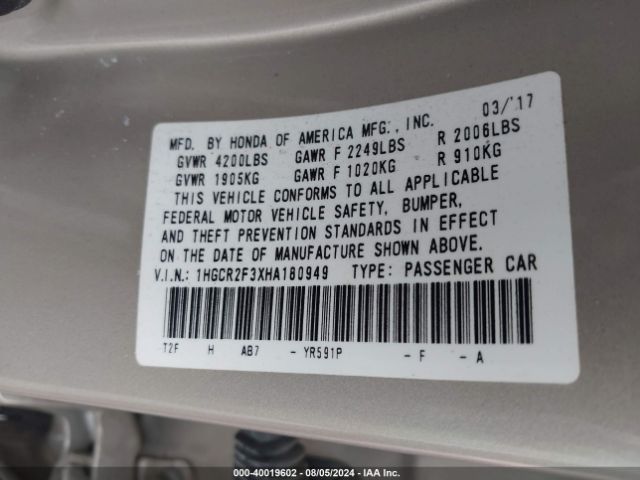 03/'17
MFD. BY HONDA OF AMERICA MFG., INC.
GVWR 4200LBS GAWR F 2249LBS R 2006LBS
GVWR 1905KG GAWR F 1020KG R 910KG
THIS VEHICLE CONFORMS TO ALL APPLICABLE
FEDERAL MOTOR VEHICLE SAFETY, BUMPER,
AND THEFT PREVENTION STANDARDS IN EFFECT
ON THE DATE OF MANUFACTURE SHOWN ABOVE.
V.I.N.: 1HGCR2F3XHA180949 TYPE: PASSENGER CAR
T2F H AB7 - YR591P - F - A
000-40019602 - 08/05/2024 - IAA Inc.